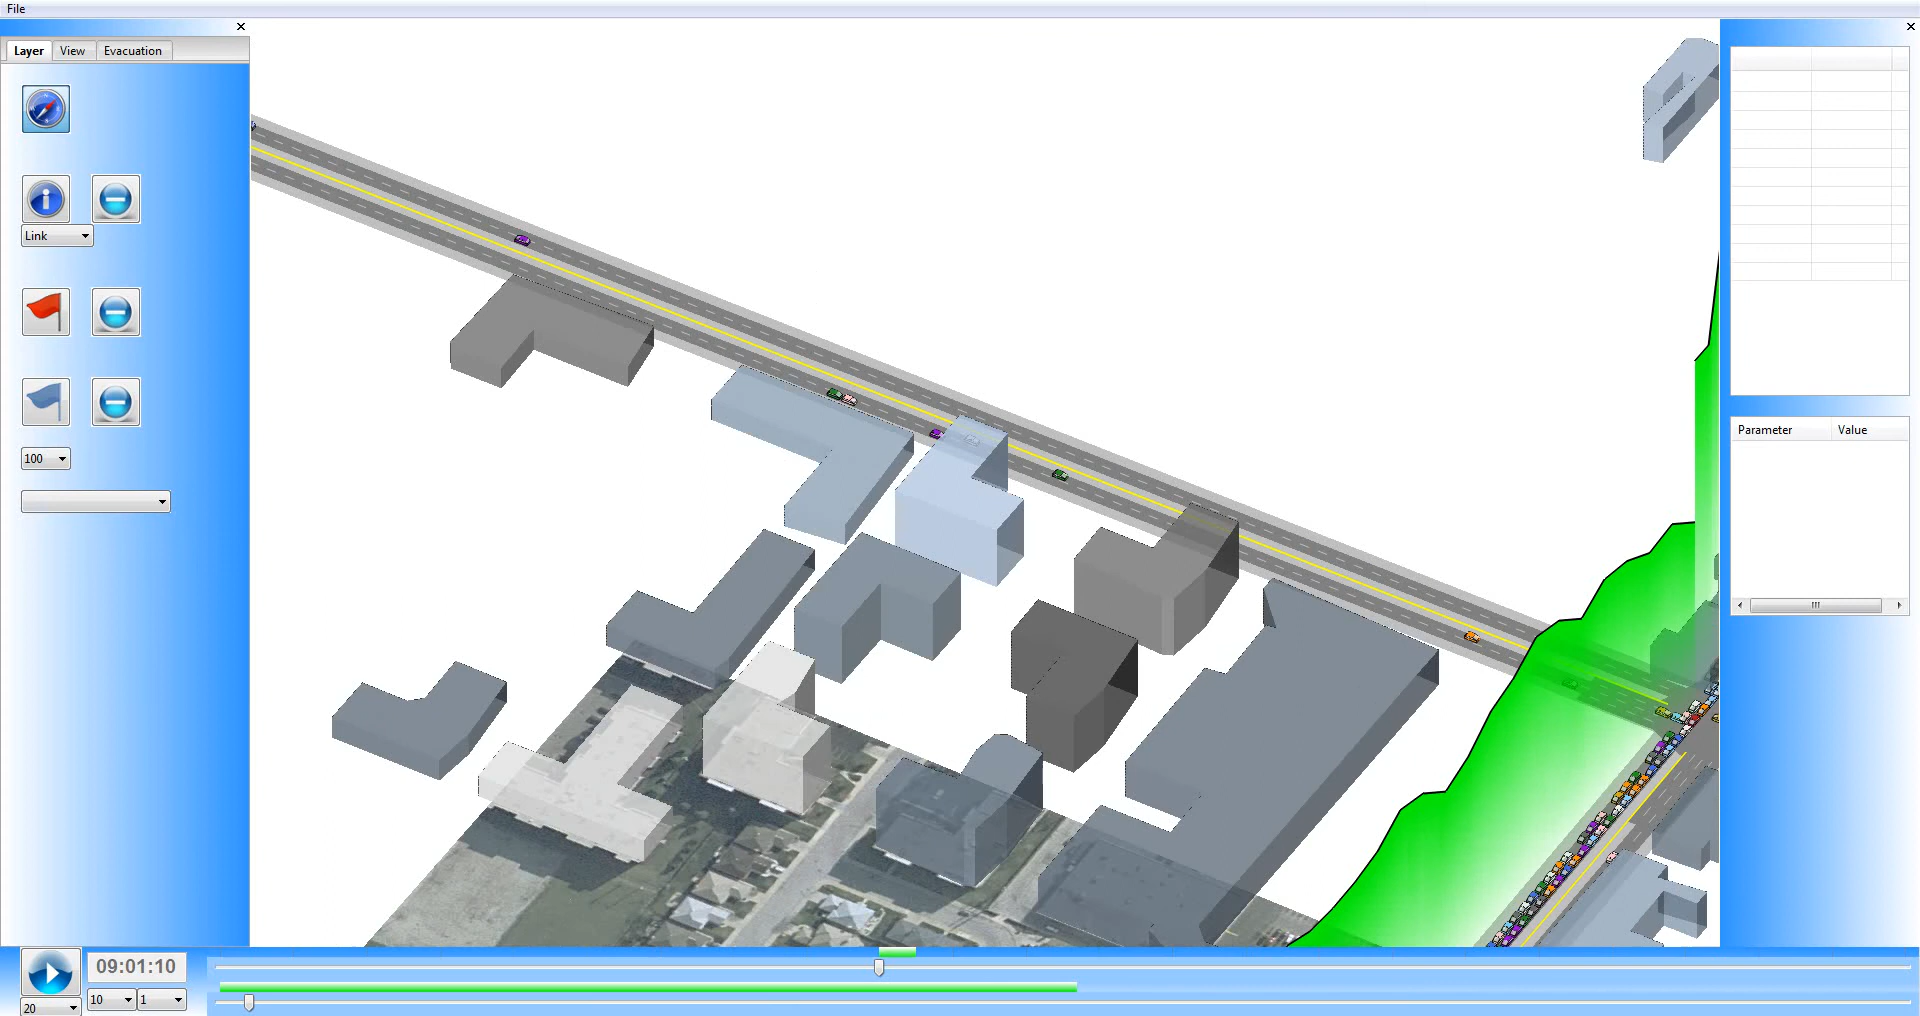 File
Layer View Evacuation
Link
100
Parameter Value
09:01:10
20
10 1